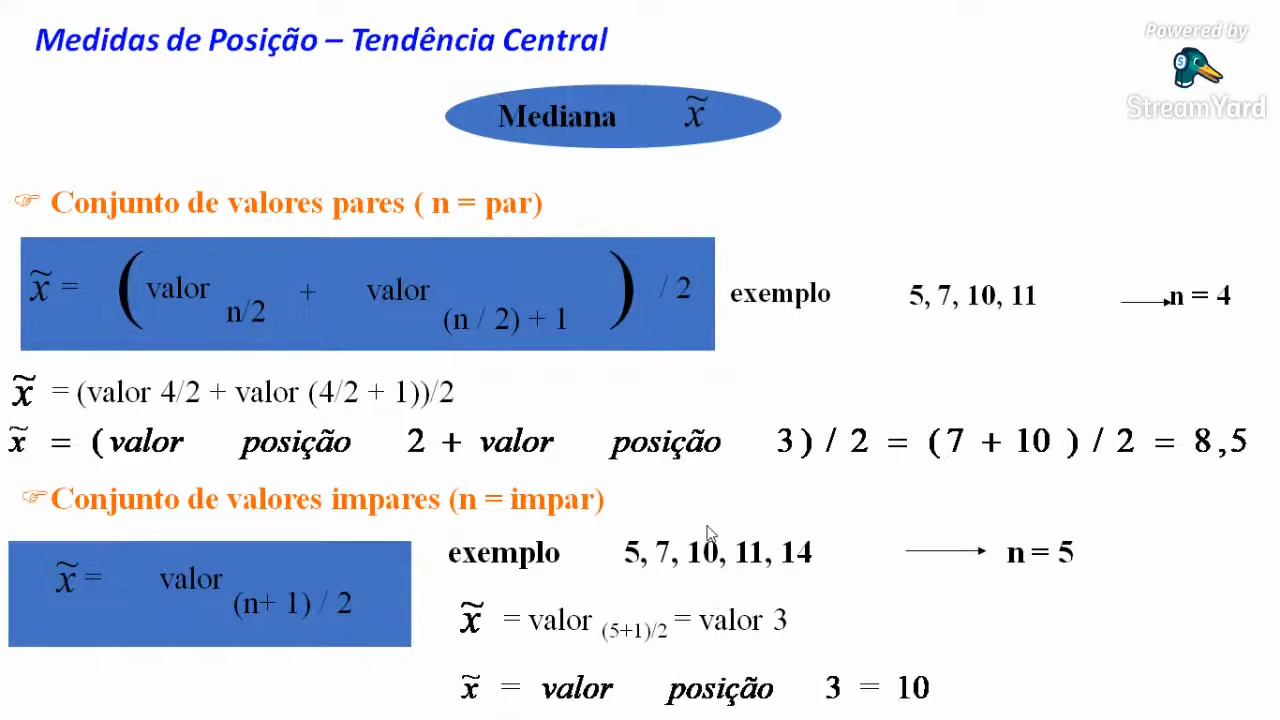 Medidas de Posição – Tendência Central
Powered by
StreamYard
Mediana x̃
☞ Conjunto de valores pares ( n = par)
x̃ = ( valor n/2 + valor (n / 2) + 1 ) / 2
exemplo 5, 7, 10, 11 → n = 4
x̃ = (valor 4/2 + valor (4/2 + 1))/2
x̃ = ( valor posição 2 + valor posição 3 ) / 2 = ( 7 + 10 ) / 2 = 8 ,5
☞ Conjunto de valores impares (n = impar)
x̃ = valor (n+ 1) / 2
exemplo 5, 7, 10, 11, 14 → n = 5
x̃ = valor (5+1)/2 = valor 3
x̃ = valor posição 3 = 10